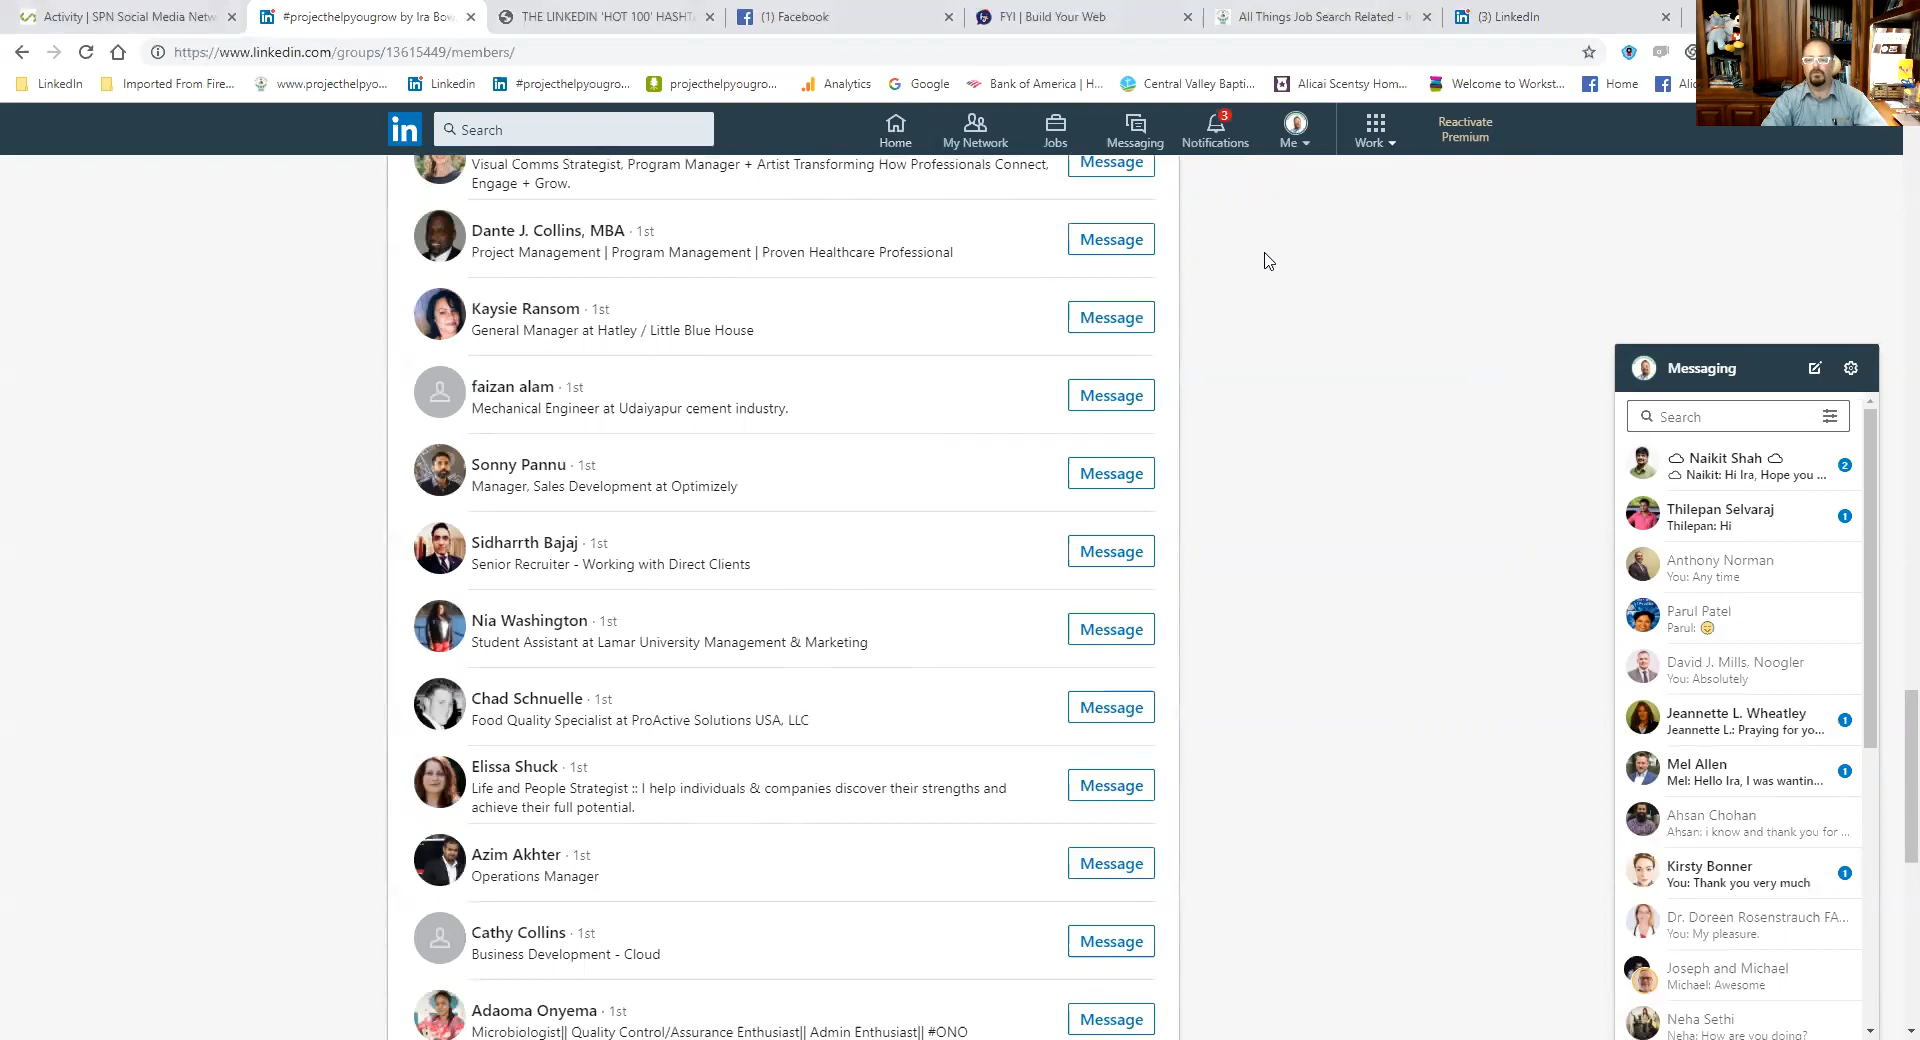 Activity | SPN Social Media Netw
#projecthelpyougrow by Ira Bow
THE LINKEDIN 'HOT 100' HASHTA
(1) Facebook
FYI | Build Your Web
All Things Job Search Related -
(3) LinkedIn
https://www.linkedin.com/groups/13615449/members/
LinkedIn
Imported From Fire...
www.projecthelpyo...
Linkedin
#projecthelpyougro...
projecthelpyougro...
Analytics
Google
Bank of America | H...
Central Valley Bapti...
Alicai Scentsy Hom...
Welcome to Workst...
Home
in
Search
Home
My Network
Jobs
Messaging
3
Notifications
Me
Work
Reactivate
Premium
Visual Comms Strategist, Program Manager + Artist Transforming How Professionals Connect,
Engage + Grow.
Message
Dante J. Collins, MBA · 1st
Project Management | Program Management | Proven Healthcare Professional
Message
Kaysie Ransom · 1st
General Manager at Hatley / Little Blue House
Message
faizan alam · 1st
Mechanical Engineer at Udaiyapur cement industry.
Message
Sonny Pannu · 1st
Manager, Sales Development at Optimizely
Message
Sidharrth Bajaj · 1st
Senior Recruiter - Working with Direct Clients
Message
Nia Washington · 1st
Student Assistant at Lamar University Management & Marketing
Message
Chad Schnuelle · 1st
Food Quality Specialist at ProActive Solutions USA, LLC
Message
Elissa Shuck · 1st
Life and People Strategist :: I help individuals & companies discover their strengths and
achieve their full potential.
Message
Azim Akhter · 1st
Operations Manager
Message
Cathy Collins · 1st
Business Development - Cloud
Message
Adaoma Onyema · 1st
Microbiologist|| Quality Control/Assurance Enthusiast|| Admin Enthusiast|| #ONO
Message
Messaging
Search
Naikit Shah
Naikit: Hi Ira, Hope you ...
2
Thilepan Selvaraj
Thilepan: Hi
1
Anthony Norman
You: Any time
Parul Patel
Parul:
David J. Mills, Noogler
You: Absolutely
Jeannette L. Wheatley
Jeannette L.: Praying for yo...
1
Mel Allen
Mel: Hello Ira, I was wantin...
1
Ahsan Chohan
Ahsan: i know and thank you for ...
Kirsty Bonner
You: Thank you very much
1
Dr. Doreen Rosenstrauch FA...
You: My pleasure.
Joseph and Michael
Michael: Awesome
Neha Sethi
Neha: How are you doing?